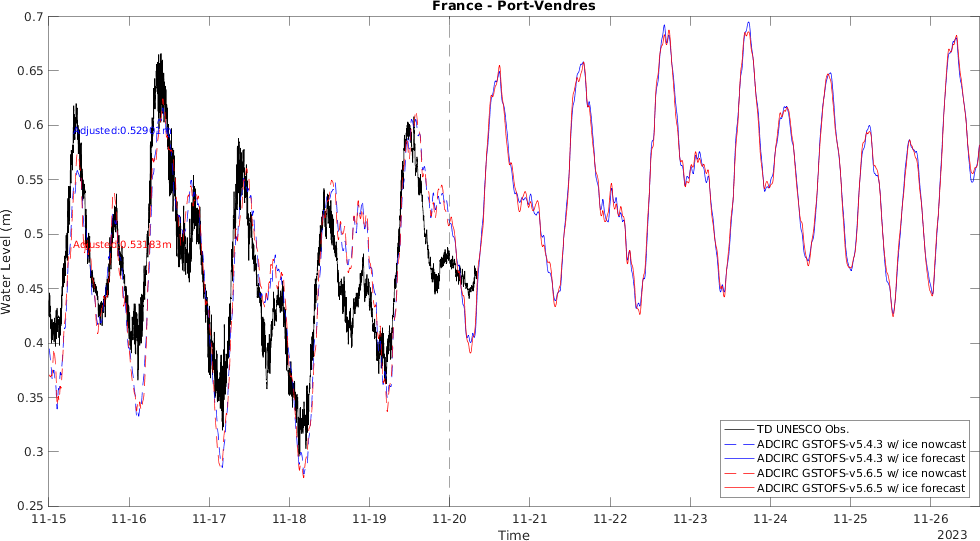 France - Port-Vendres
0.7
0.65
0.6
0.55
0.5
0.45
0.4
0.35
0.3
0.25
Water Level (m)
Adjusted:0.53183m
TD UNESCO Obs.
ADCIRC GSTOFS-v5.4.3 w/ ice nowcast
ADCIRC GSTOFS-v5.4.3 w/ ice forecast
ADCIRC GSTOFS-v5.6.5 w/ ice nowcast
ADCIRC GSTOFS-v5.6.5 w/ ice forecast
11-15 11-16 11-17 11-18 11-19 11-20 11-21 11-22 11-23 11-24 11-25 11-26
Time
2023